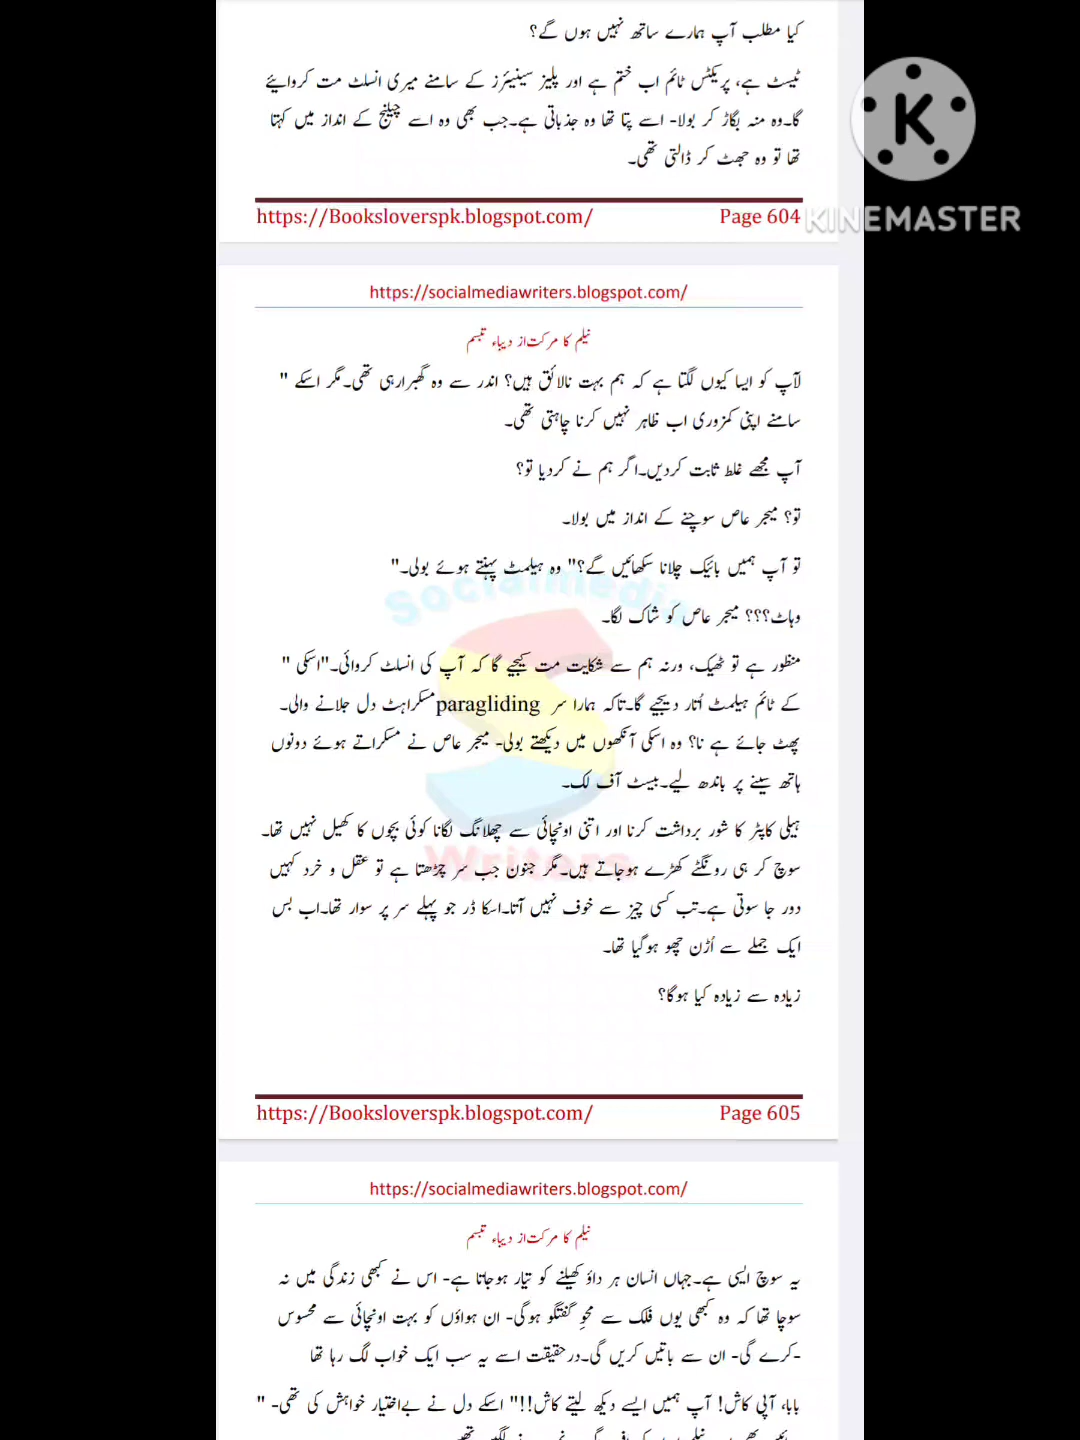 کیا مطلب آپ ہمارے ساتھ نہیں ہوں گے؟
ٹیسٹ ہے، پریکٹس ٹائم اب ختم ہے اور پلیز سینیئرز کے سامنے میری انسلٹ مت کروائیے
گا۔وہ منہ بگاڑ کر بولا- اسے پتا تھا وہ جذباتی ہے۔جب بھی وہ اسے چیلنج کے انداز میں کہتا
تھا تو وہ جھٹ کر ڈالتی تھی۔
https://Booksloverspk.blogspot.com/ Page 604
KINEMASTER
https://socialmediawriters.blogspot.com/
نیلم کا مرکت از دیباء تبسم
لآپ کو ایسا کیوں لگتا ہے کہ ہم بہت نالائق ہیں؟ اندر سے وہ گھبرارہی تھی۔مگر اسکے "
سامنے اپنی کمزوری اب ظاہر نہیں کرنا چاہتی تھی۔
آپ مجھے غلط ثابت کردیں۔اگر ہم نے کردیا تو؟
تو؟ میجر عاص سوچنے کے انداز میں بولا۔
تو آپ ہمیں بائیک چلانا سکھائیں گے؟" وہ ہیلمٹ پہنتے ہوئے بولی۔"
وہاٹ؟؟؟ میجر عاص کو شاک لگا۔
منظور ہے تو ٹھیک، ورنہ ہم سے شکایت مت کیجیے گا کہ آپ کی انسلٹ کروائی۔"اسکی "
کے ٹائم ہیلمٹ اُتار دیجیے گا۔تاکہ ہمارا سر paraglidingمسکراہٹ دل جلانے والی۔
پھٹ جائے ہے نا؟ وہ اسکی آنکھوں میں دیکھتے بولی- میجر عاص نے مسکراتے ہوئے دونوں
ہاتھ سینے پر باندھ لیے۔بیسٹ آف لک۔
ہیلی کاپٹر کا شور برداشت کرنا اور اتنی اونچائی سے چھلانگ لگانا کوئی بچوں کا کھیل نہیں تھا۔
سوچ کر ہی رونگٹے کھڑے ہوجاتے ہیں۔مگر جنون جب سر چڑھتا ہے تو عقل و خرد کہیں
دور جا سوتی ہے۔تب کسی چیز سے خوف نہیں آتا۔اسکا ڈر جو پہلے سر پر سوار تھا۔اب بس
ایک جملے سے اُڑن چھو ہوگیا تھا۔
زیادہ سے زیادہ کیا ہوگا؟
Socialmedia
Writers
https://Booksloverspk.blogspot.com/ Page 605
https://socialmediawriters.blogspot.com/
نیلم کا مرکت از دیباء تبسم
یہ سوچ ایسی ہے۔جہاں انسان ہر داؤ کھیلنے کو تیار ہوجاتا ہے- اس نے کبھی زندگی میں نہ
سوچا تھا کہ وہ کبھی یوں فلک سے محوِ گفتگو ہوگی- ان ہواؤں کو بہت اونچائی سے محسوس
-کرے گی- ان سے باتیں کریں گی۔درحقیقت اسے یہ سب ایک خواب لگ رہا تھا
بابا، آپی کاش! آپ ہمیں ایسے دیکھ لیتے کاش!!" اسکے دل نے بےاختیار خواہش کی تھی- "